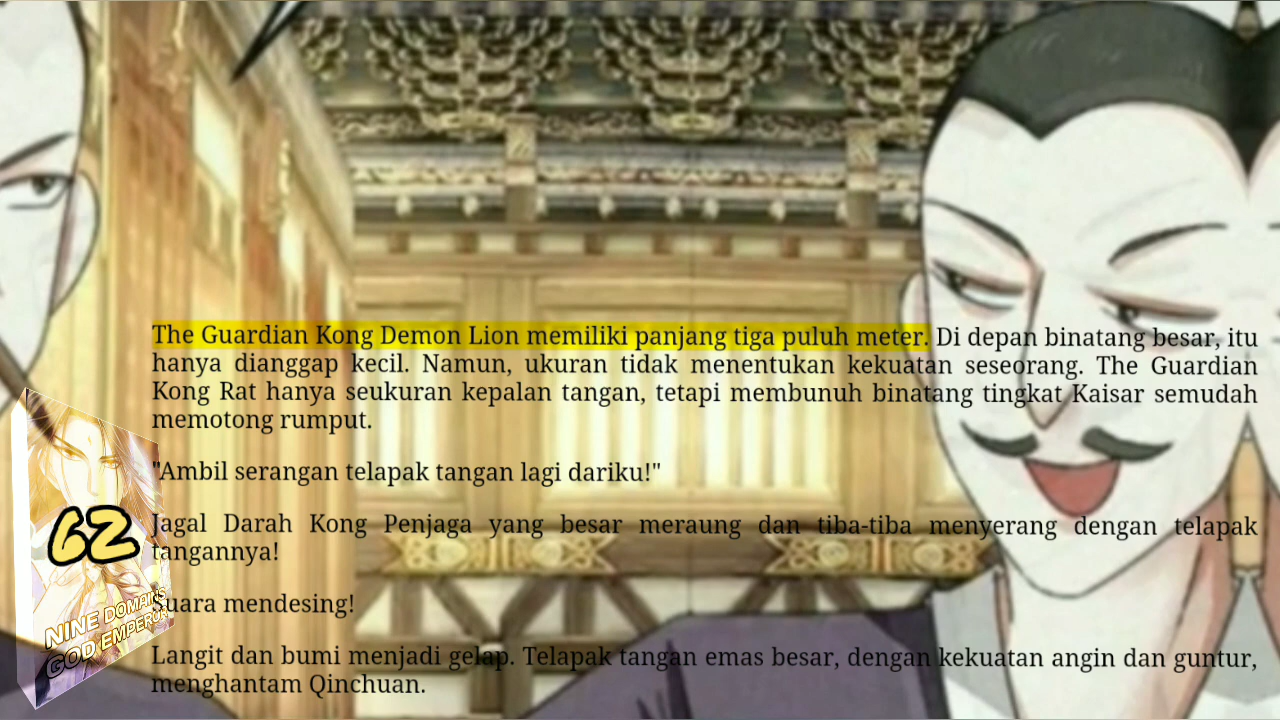 The Guardian Kong Demon Lion memiliki panjang tiga puluh meter. Di depan binatang besar, itu
hanya dianggap kecil. Namun, ukuran tidak menentukan kekuatan seseorang. The Guardian
Kong Rat hanya seukuran kepalan tangan, tetapi membunuh binatang tingkat Kaisar semudah
memotong rumput.
"Ambil serangan telapak tangan lagi dariku!"
Jagal Darah Kong Penjaga yang besar meraung dan tiba-tiba menyerang dengan telapak
tangannya!
Suara mendesing!
Langit dan bumi menjadi gelap. Telapak tangan emas besar, dengan kekuatan angin dan guntur,
menghantam Qinchuan.
62
NINE DOMAINS
GOD EMPEROR